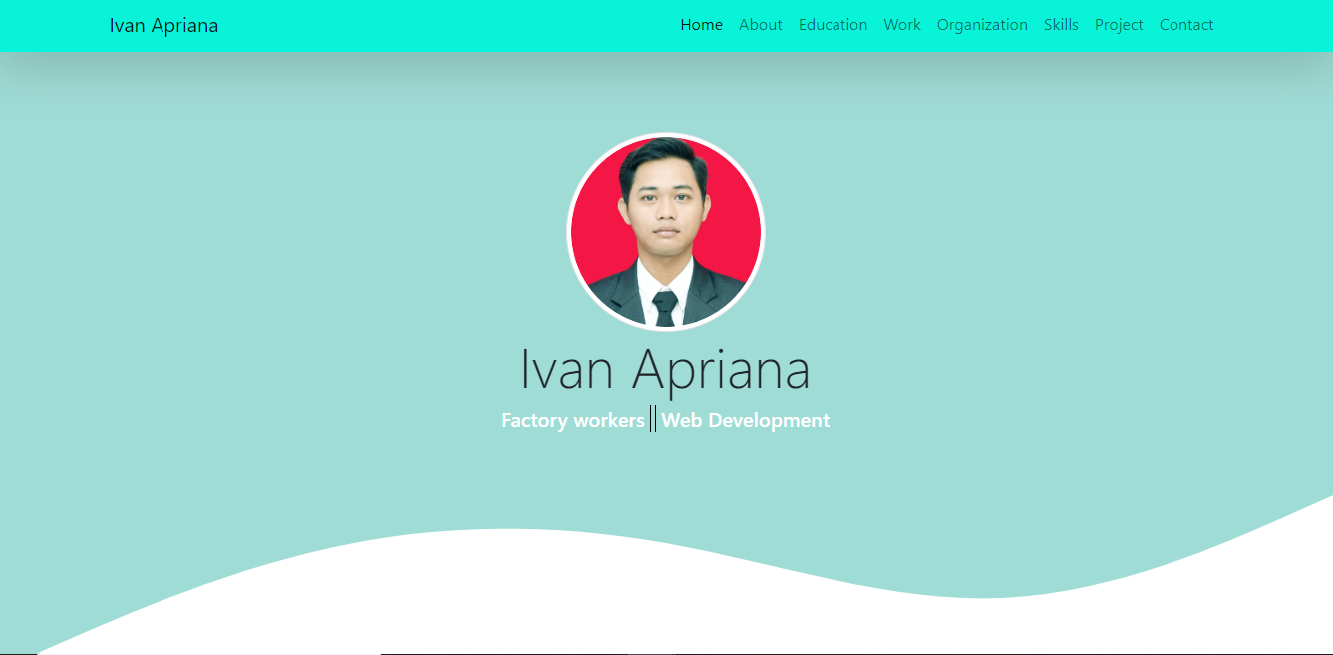 Ivan Apriana Home About Education Work Organization Skills Project Contact
Ivan Apriana
Factory workers || Web Development